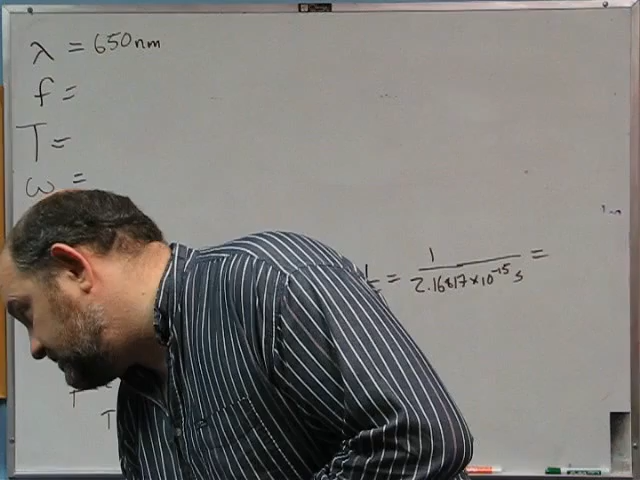 λ = 650nm
f =
T =
ω =
= 1 / 2.16817×10⁻¹⁵ s =
T
T